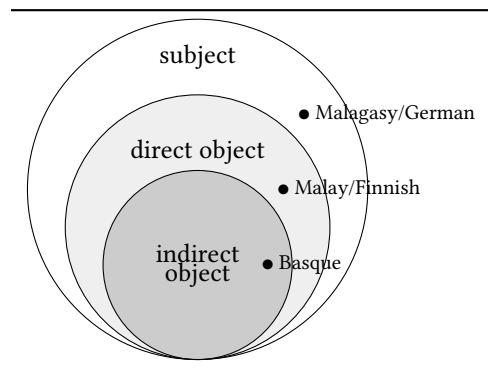 subject
Malagasy/German
direct object
Malay/Finnish
indirect
object
Basque